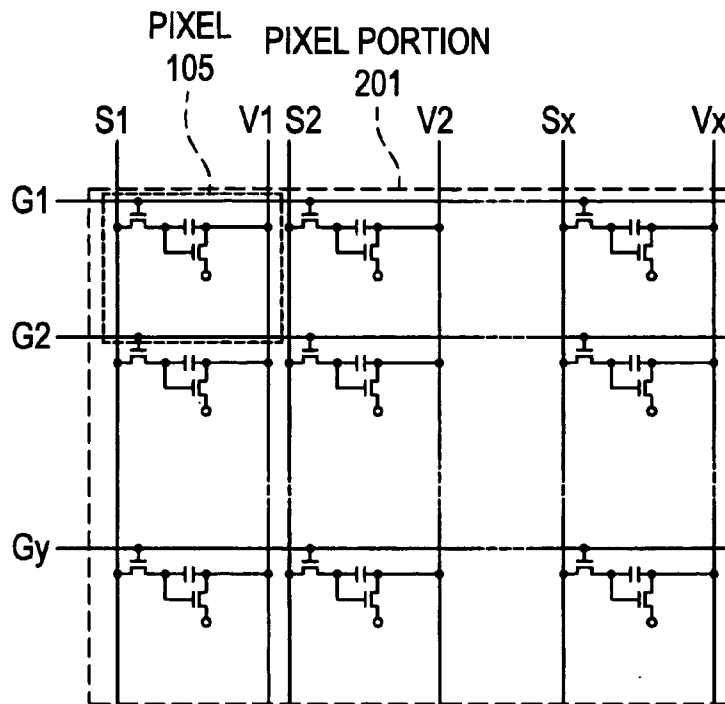 PIXEL
105
PIXEL PORTION
201
S1 V1 S2 V2 Sx Vx
G1
G2
Gy